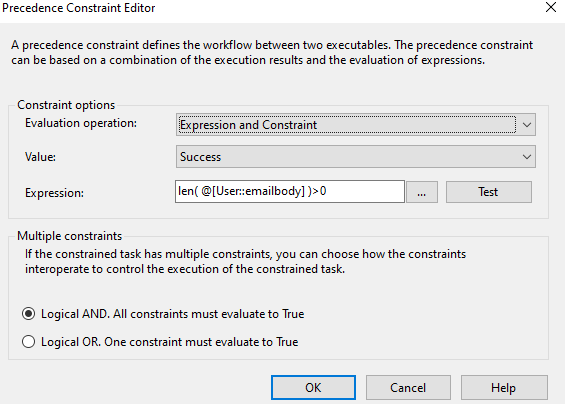 Precedence Constraint Editor
A precedence constraint defines the workflow between two executables. The precedence constraint
can be based on a combination of the execution results and the evaluation of expressions.
Constraint options
Evaluation operation: Expression and Constraint
Value: Success
Expression: len( @[User::emailbody] )>0 ... Test
Multiple constraints
If the constrained task has multiple constraints, you can choose how the constraints
interoperate to control the execution of the constrained task.
Logical AND. All constraints must evaluate to True
Logical OR. One constraint must evaluate to True
OK Cancel Help